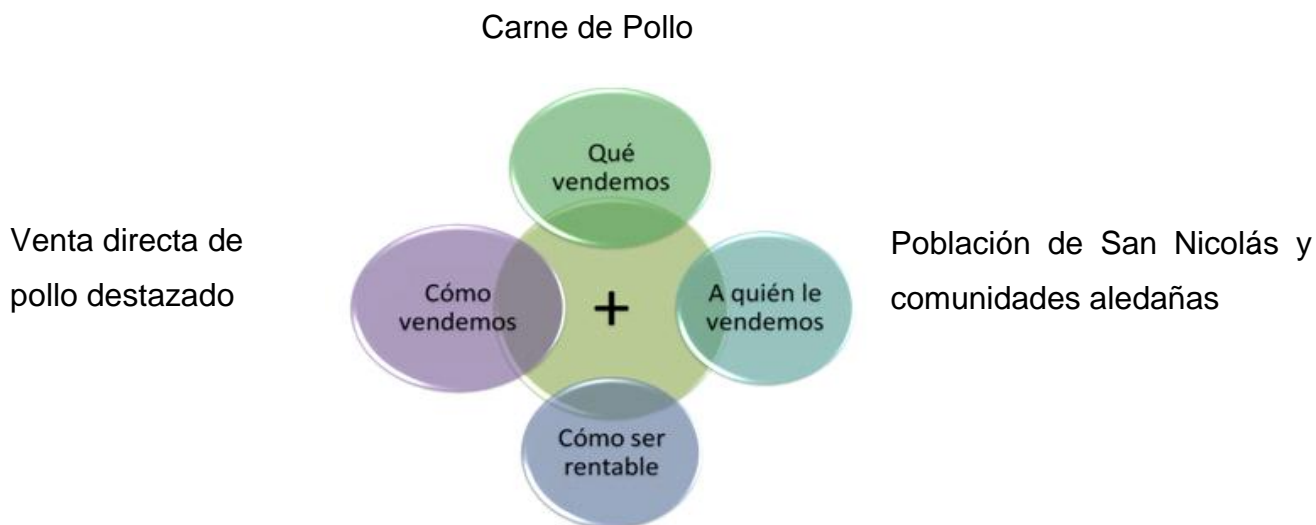 Carne de Pollo
Qué
vendemos
Venta directa de
pollo destazado
Cómo
vendemos
+
A quién le
vendemos
Población de San Nicolás y
comunidades aledañas
Cómo ser
rentable